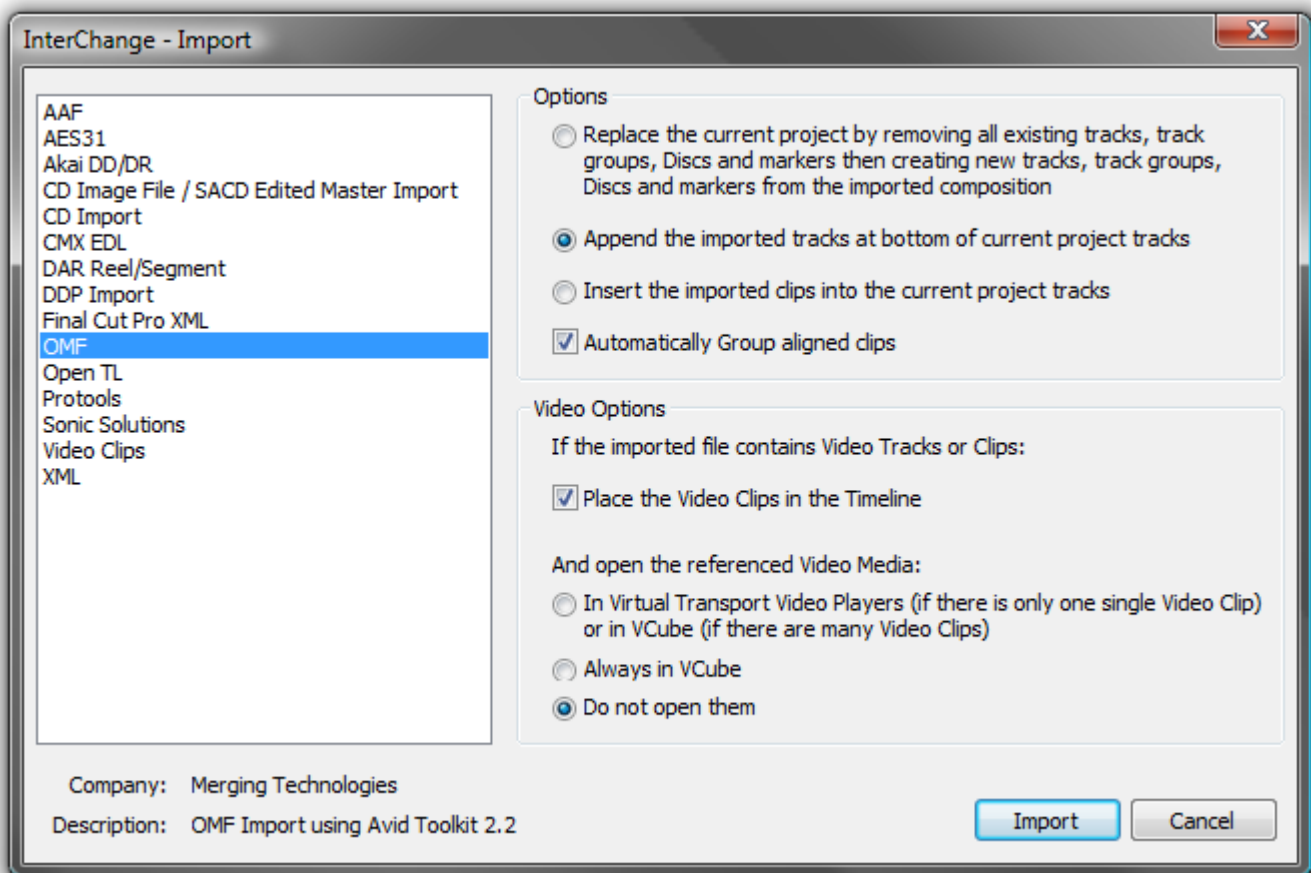 InterChange - Import
AAF
AES31
Akai DD/DR
CD Image File / SACD Edited Master Import
CD Import
CMX EDL
DAR Reel/Segment
DDP Import
Final Cut Pro XML
OMF
Open TL
Protools
Sonic Solutions
Video Clips
XML
Options
Replace the current project by removing all existing tracks, track
groups, Discs and markers then creating new tracks, track groups,
Discs and markers from the imported composition
Append the imported tracks at bottom of current project tracks
Insert the imported clips into the current project tracks
Automatically Group aligned clips
Video Options
If the imported file contains Video Tracks or Clips:
Place the Video Clips in the Timeline
And open the referenced Video Media:
In Virtual Transport Video Players (if there is only one single Video Clip)
or in VCube (if there are many Video Clips)
Always in VCube
Do not open them
Company: Merging Technologies
Description: OMF Import using Avid Toolkit 2.2
Import
Cancel